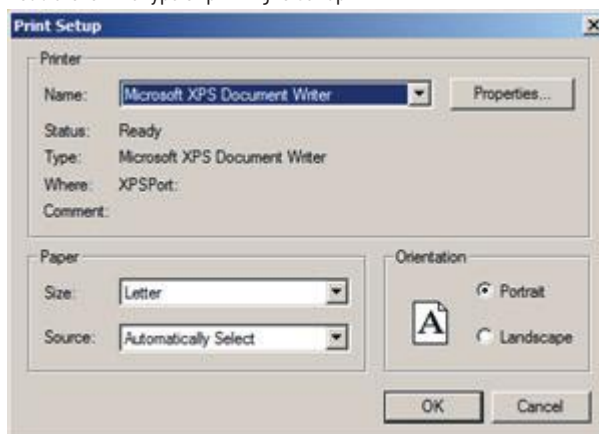 Print Setup
Printer
Name: Microsoft XPS Document Writer Properties...
Status: Ready
Type: Microsoft XPS Document Writer
Where: XPSPort:
Comment:
Paper
Size: Letter
Source: Automatically Select
Orientation
A
Portrait
Landscape
OK Cancel